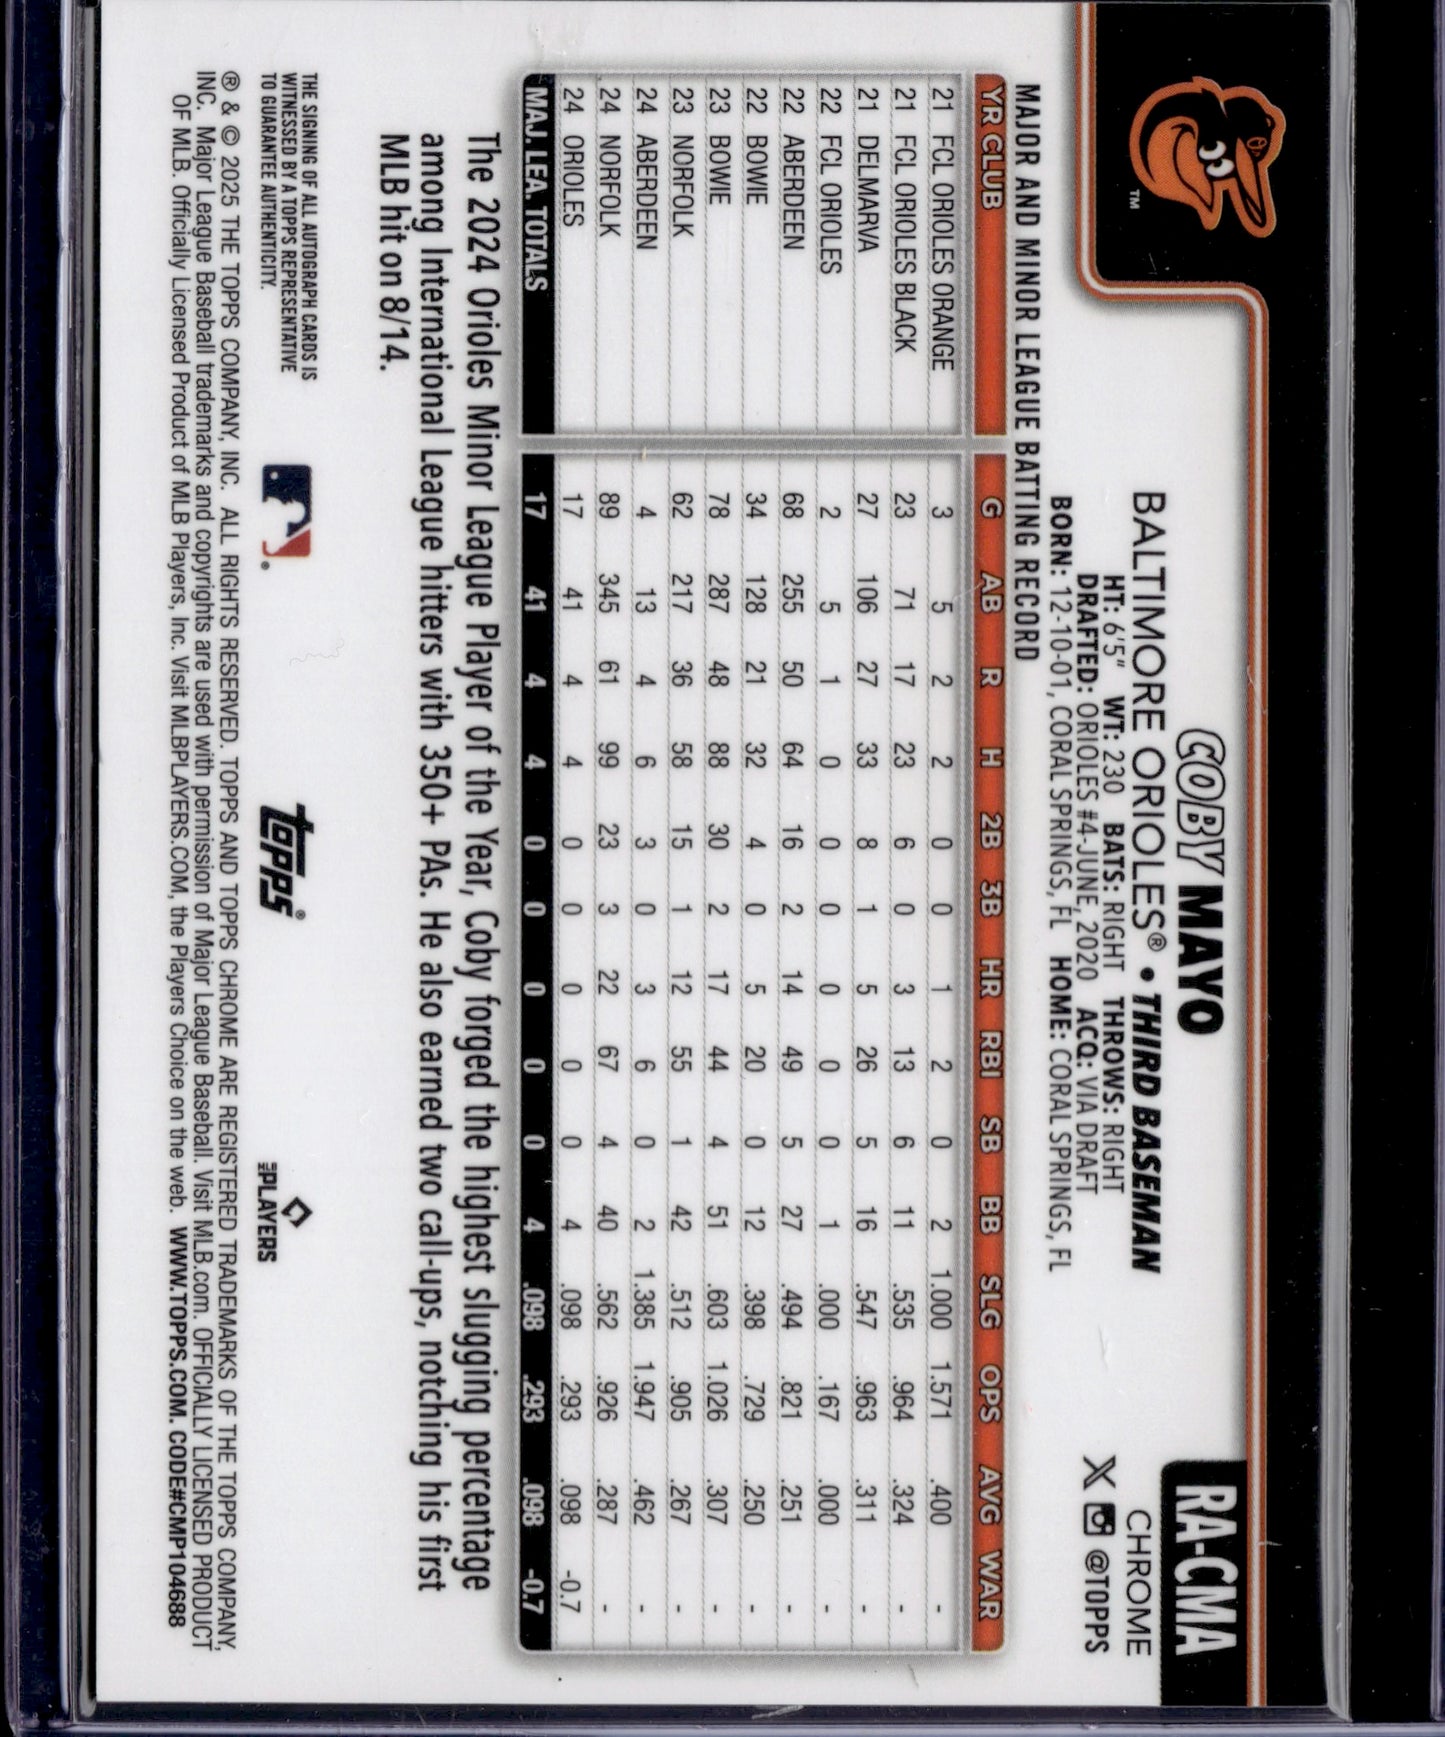 RA-CMA
CHROME
@TOPPS
COBY MAYO
BALTIMORE ORIOLES® • THIRD BASEMAN
HT: 6'5" WT: 230 BATS: RIGHT THROWS: RIGHT
DRAFTED: ORIOLES #4-JUNE, 2020 ACQ: VIA DRAFT
BORN: 12-10-01, CORAL SPRINGS, FL HOME: CORAL SPRINGS, FL
TM
MAJOR AND MINOR LEAGUE BATTING RECORD
YR CLUB G AB R H 2B 3B HR RBI SB BB SLG OPS AVG WAR
21 FCL ORIOLES ORANGE 3 5 2 2 0 0 1 2 0 2 1.000 1.571 .400 -
21 FCL ORIOLES BLACK 23 71 17 23 6 0 3 13 6 11 .535 .964 .324 -
21 DELMARVA 27 106 27 33 8 1 5 26 5 16 .547 .963 .311 -
22 FCL ORIOLES 2 5 1 0 0 0 0 0 0 1 .000 .167 .000 -
22 ABERDEEN 68 255 50 64 16 2 14 49 5 27 .494 .821 .251 -
22 BOWIE 34 128 21 32 4 0 5 20 0 12 .398 .729 .250 -
23 BOWIE 78 287 48 88 30 2 17 44 4 51 .603 1.026 .307 -
23 NORFOLK 62 217 36 58 15 1 12 55 1 42 .512 .905 .267 -
24 ABERDEEN 4 13 4 6 3 0 3 6 0 2 1.385 1.947 .462 -
24 NORFOLK 89 345 61 99 23 3 22 67 4 40 .562 .926 .287 -
24 ORIOLES 17 41 4 4 0 0 0 0 0 4 .098 .293 .098 -0.7
MAJ. LEA. TOTALS 17 41 4 4 0 0 0 0 0 4 .098 .293 .098 -0.7
The 2024 Orioles Minor League Player of the Year, Coby forged the highest slugging percentage
among International League hitters with 350+ PAs. He also earned two call-ups, notching his first
MLB hit on 8/14.
THE SIGNING OF ALL AUTOGRAPH CARDS IS
WITNESSED BY A TOPPS REPRESENTATIVE
TO GUARANTEE AUTHENTICITY.
topps®
PLAYERS
® & © 2025 THE TOPPS COMPANY, INC. ALL RIGHTS RESERVED. TOPPS AND TOPPS CHROME ARE REGISTERED TRADEMARKS OF THE TOPPS COMPANY,
INC. Major League Baseball trademarks and copyrights are used with permission of Major League Baseball. Visit MLB.com. OFFICIALLY LICENSED PRODUCT
OF MLB. Officially Licensed Product of MLB Players, Inc. Visit MLBPLAYERS.COM, the Players Choice on the web. WWW.TOPPS.COM. CODE#CMP104688